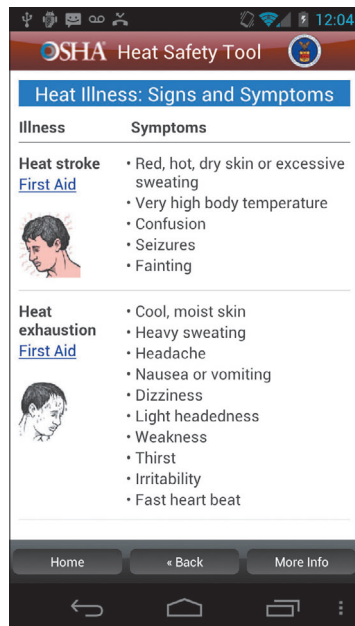 12:04
OSHA Heat Safety Tool
Heat Illness: Signs and Symptoms
Illness Symptoms
Heat stroke
First Aid
• Red, hot, dry skin or excessive
sweating
• Very high body temperature
• Confusion
• Seizures
• Fainting
Heat
exhaustion
First Aid
• Cool, moist skin
• Heavy sweating
• Headache
• Nausea or vomiting
• Dizziness
• Light headedness
• Weakness
• Thirst
• Irritability
• Fast heart beat
Home « Back More Info